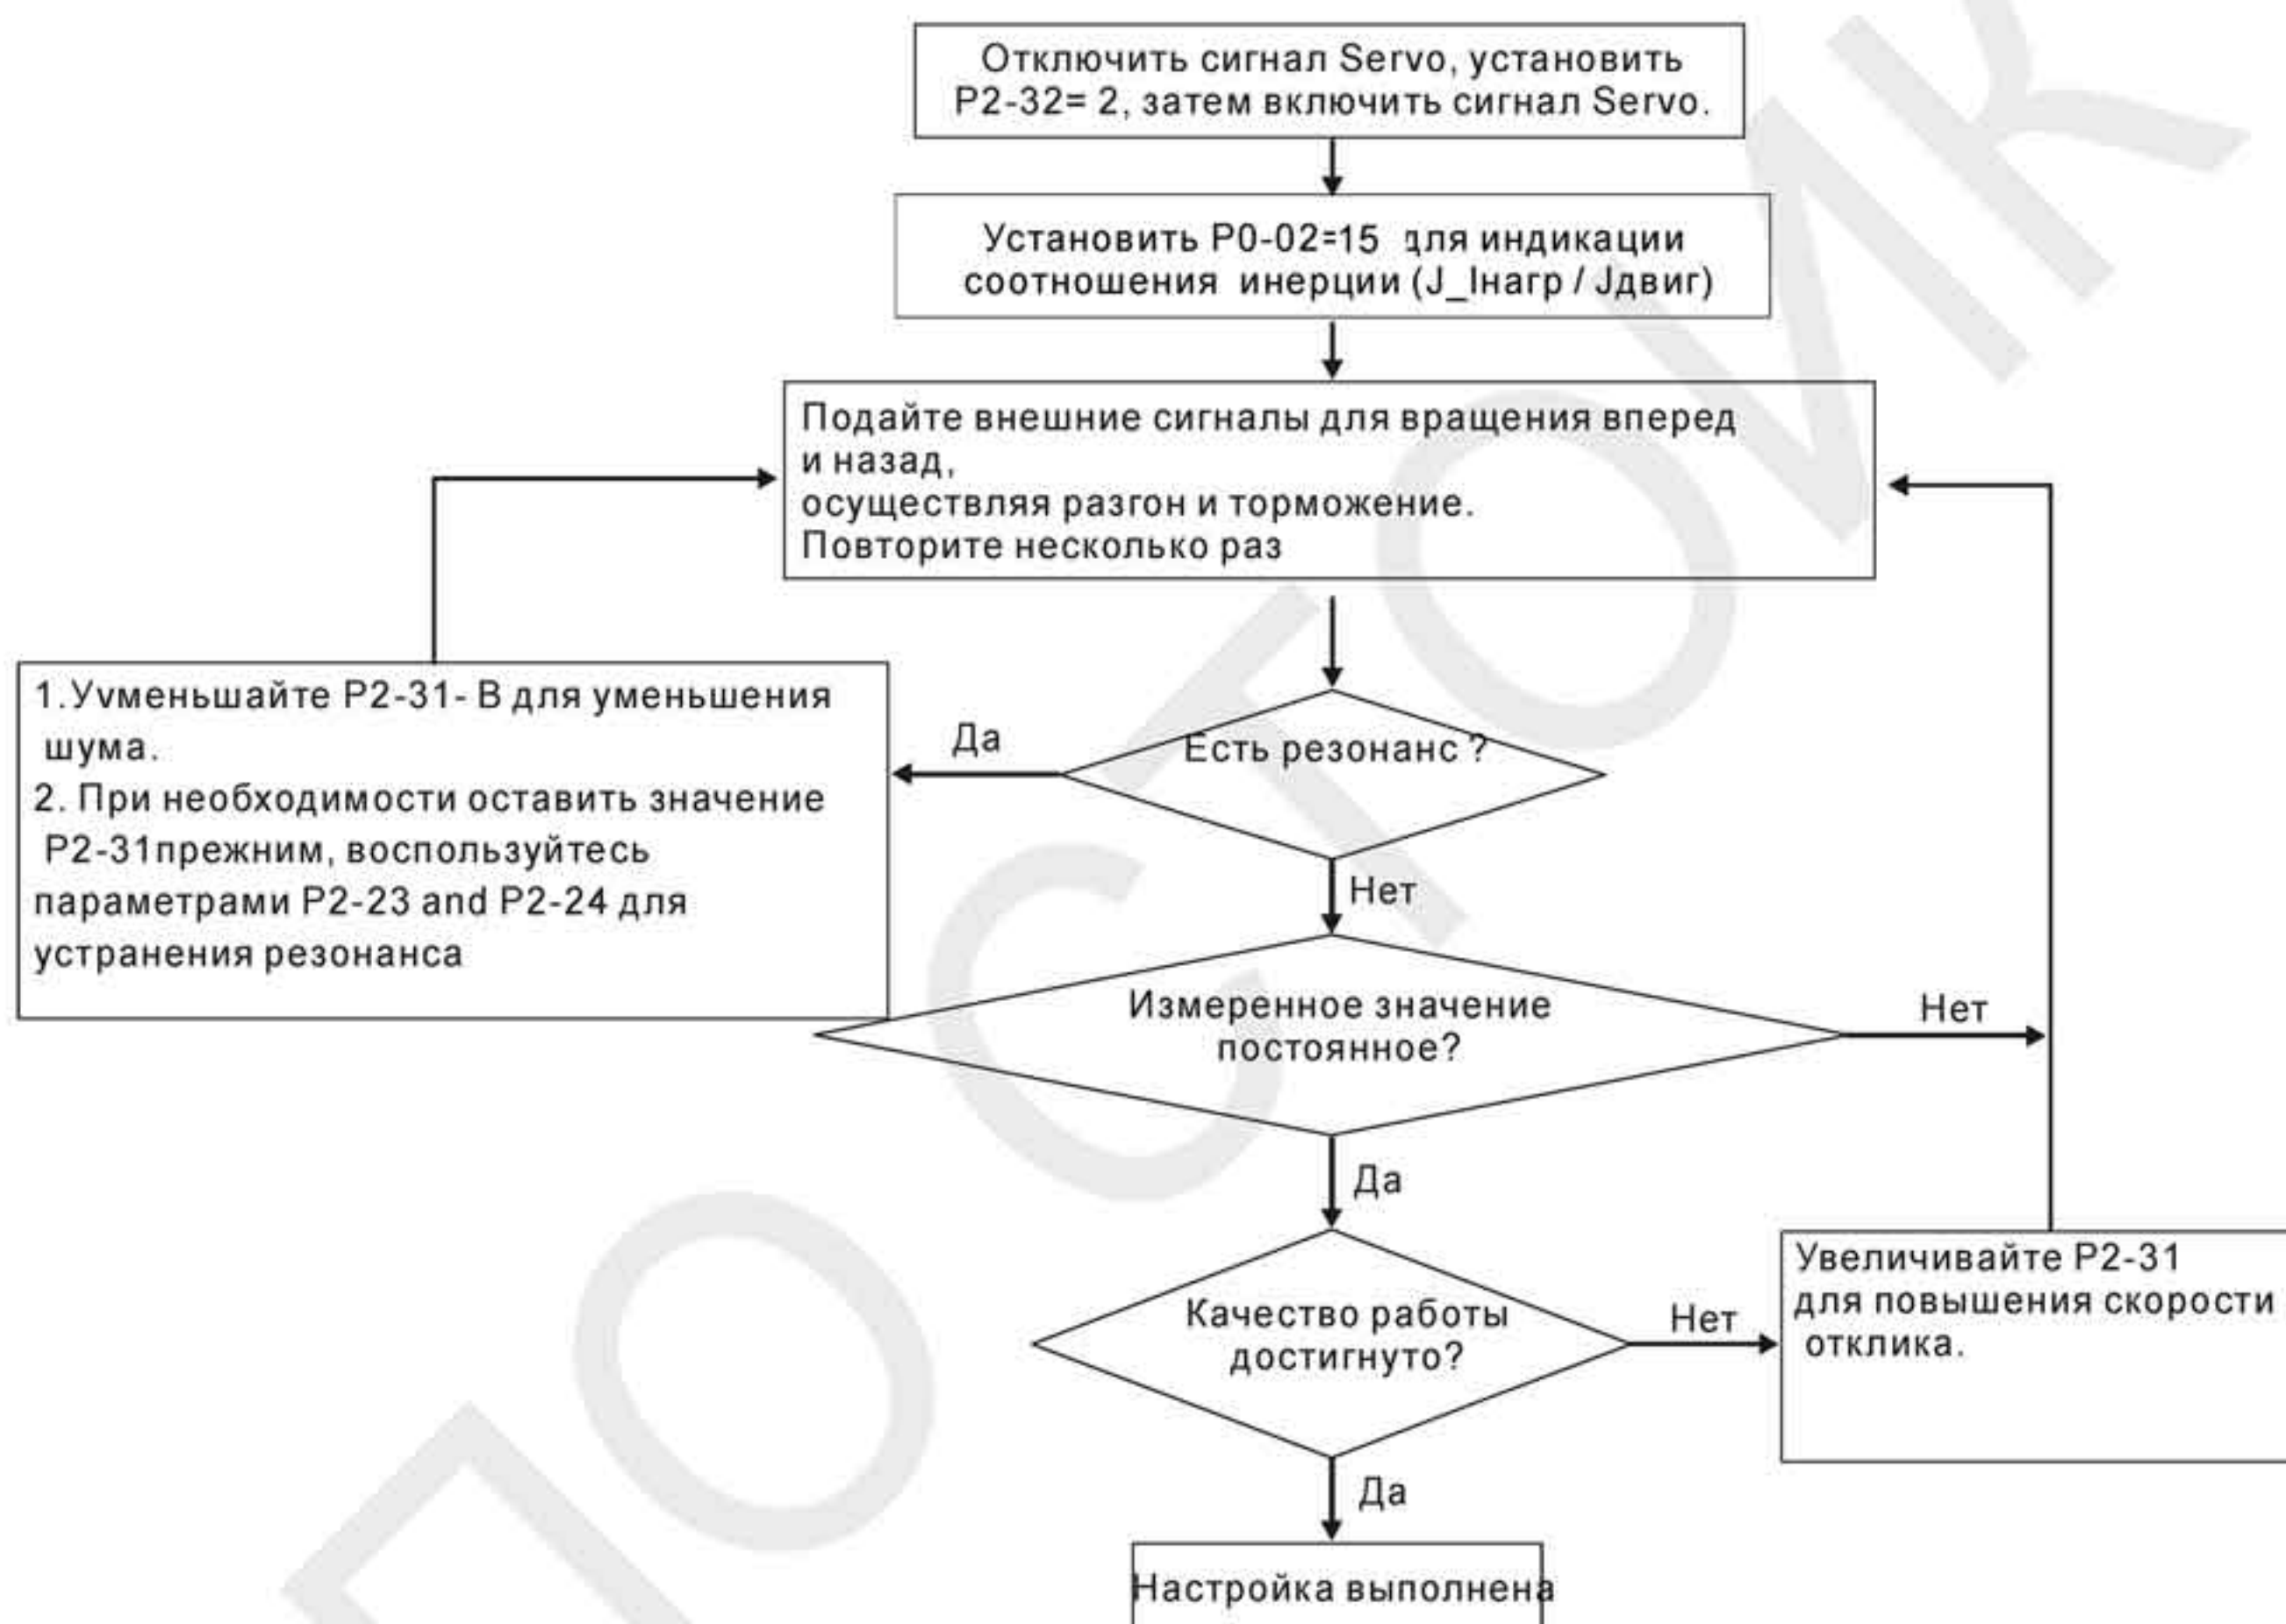 Отключить сигнал Servo, установить
P2-32= 2, затем включить сигнал Servo.
Установить P0-02=15 для индикации
соотношения инерции (J_Iнагр / Jдвиг)
Подайте внешние сигналы для вращения вперед
и назад,
осуществляя разгон и торможение.
Повторите несколько раз
1.Уvменьшайте P2-31- B для уменьшения
шума.
2. При необходимости оставить значение
P2-31прежним, воспользуйтесь
параметрами P2-23 and P2-24 для
устранения резонанса
Да
Есть резонанс ?
Нет
Измеренное значение
постоянное?
Нет
Да
Качество работы
достигнуто?
Нет
Увеличивайте P2-31
для повышения скорости
отклика.
Да
Настройка выполнена
ПО СТОИК